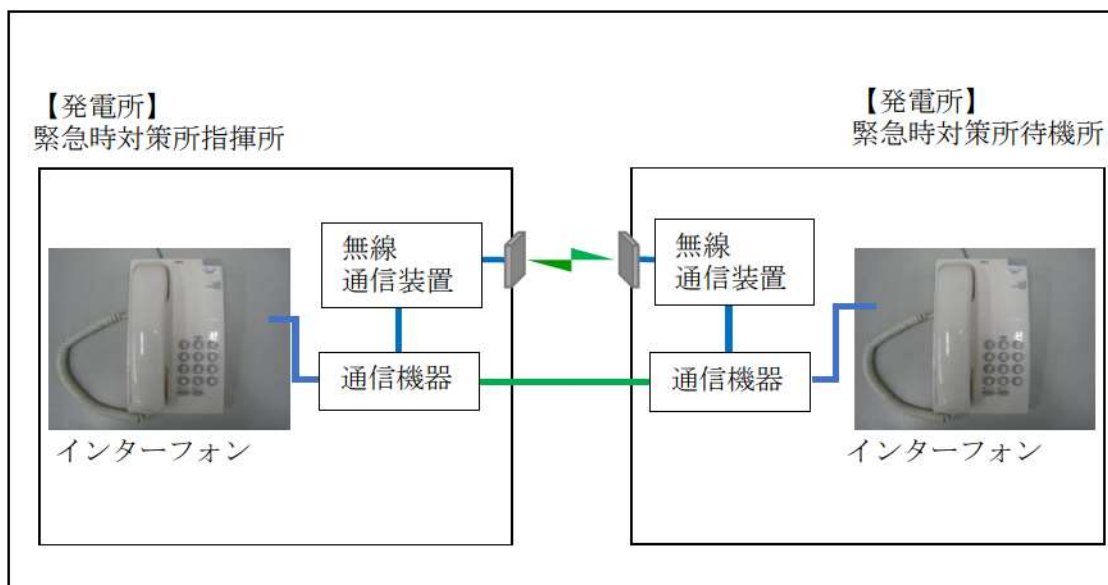 【発電所】
緊急時対策所指揮所
【発電所】
緊急時対策所待機所
無線
通信装置
無線
通信装置
通信機器
通信機器
インターフォン
インターフォン